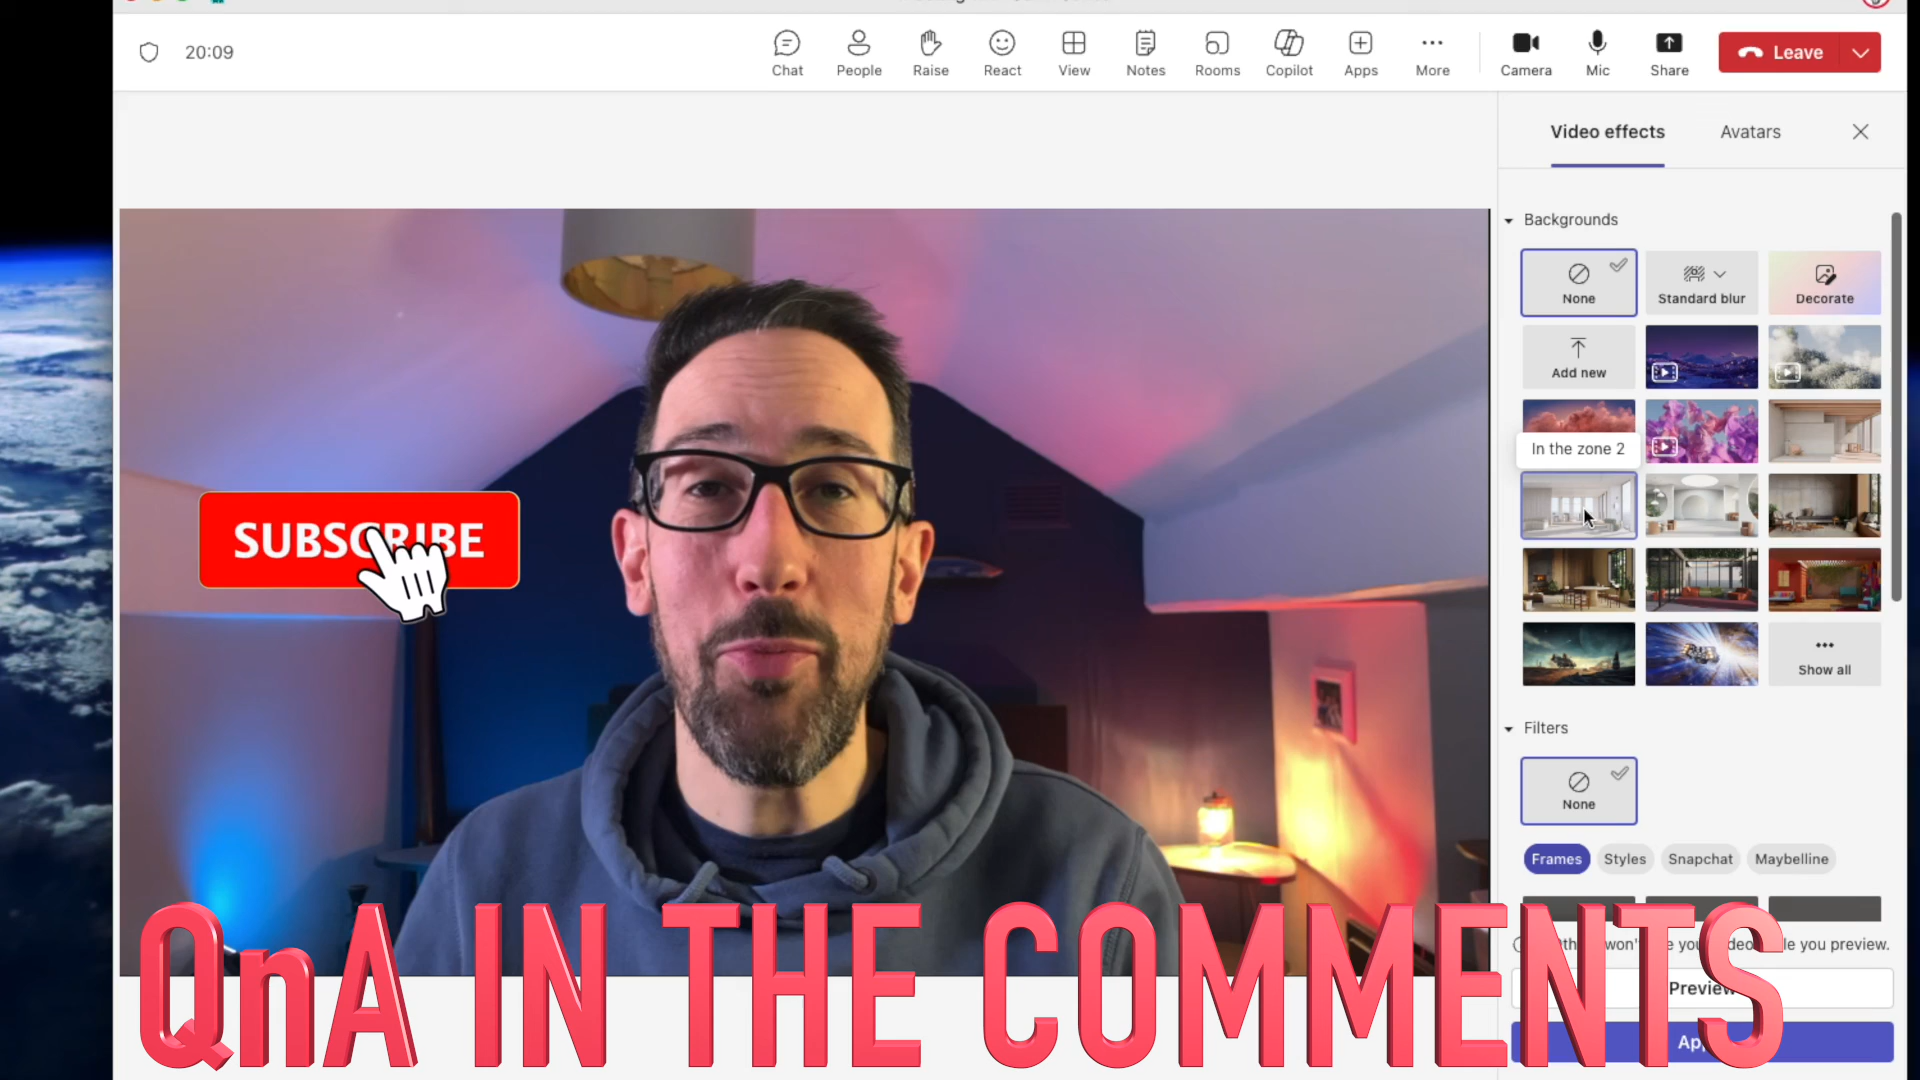 20:09
Chat
People
Raise
React
View
Notes
Rooms
Copilot
Apps
More
Camera
Mic
Share
Leave
Video effects
Avatars
Backgrounds
None
Standard blur
Decorate
Add new
In the zone 2
Show all
SUBSCRIBE
Filters
None
Frames
Styles
Snapchat
Maybelline
you preview.
Preview
QnA IN THE COMMENTS